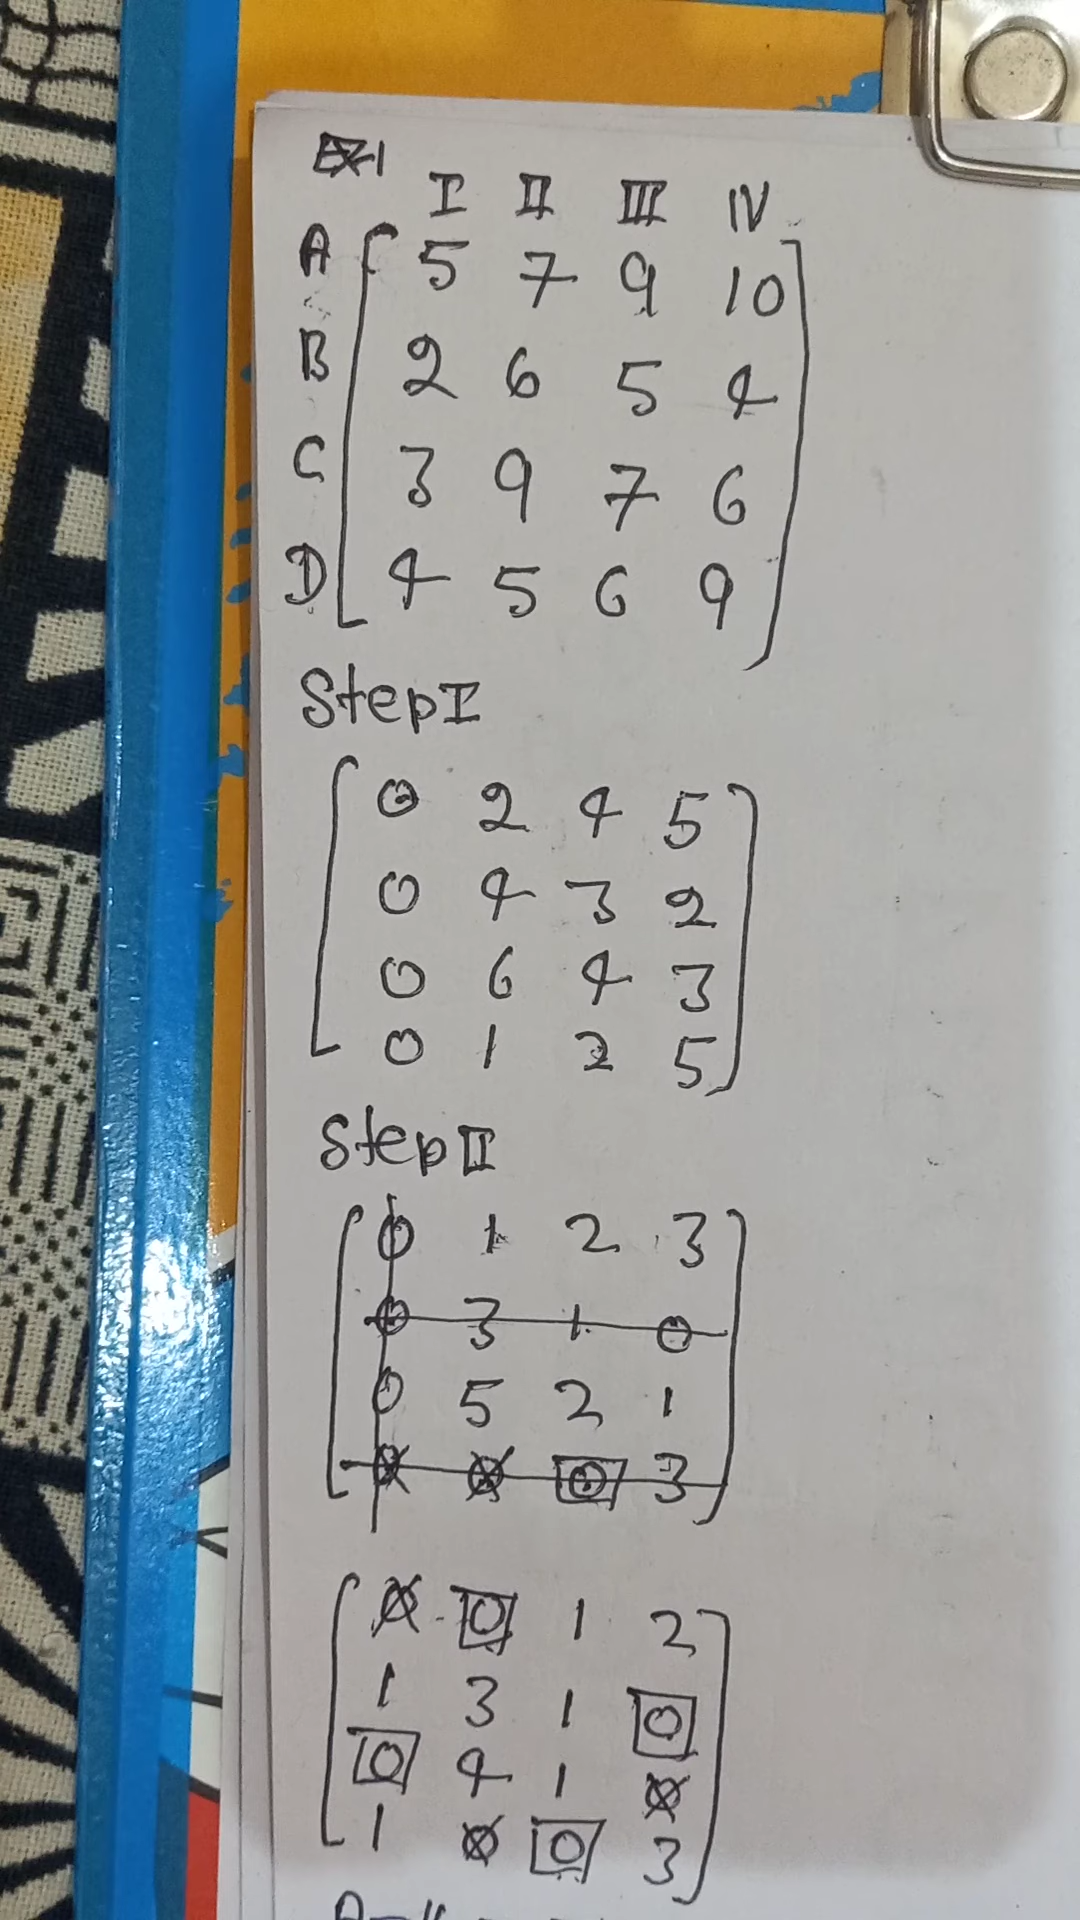 Ex-1
I II III IV
A 5 7 9 10
B 2 6 5 4
C 3 9 7 6
D 4 5 6 9
Step I
0 2 4 5
0 4 3 2
0 6 4 3
0 1 2 5
Step II
0 1 2 3
0 3 1 0
0 5 2 1
0 0 0 3
0 0 1 2
1 3 1 0
0 4 1 0
1 0 0 3